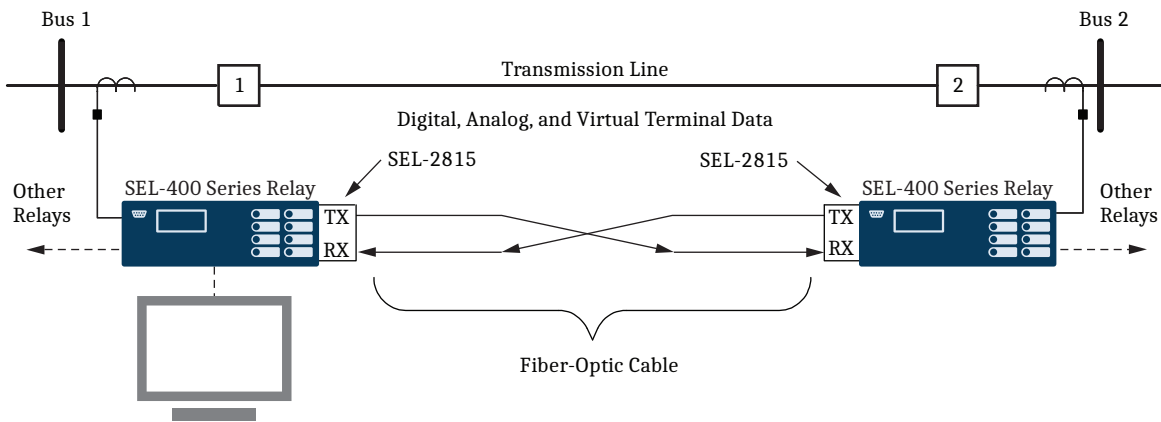 Bus 1
Bus 2
Transmission Line
1
2
Digital, Analog, and Virtual Terminal Data
SEL-2815
SEL-2815
Other
Relays
SEL-400 Series Relay
SEL-400 Series Relay
Other
Relays
TX
RX
TX
RX
Fiber-Optic Cable